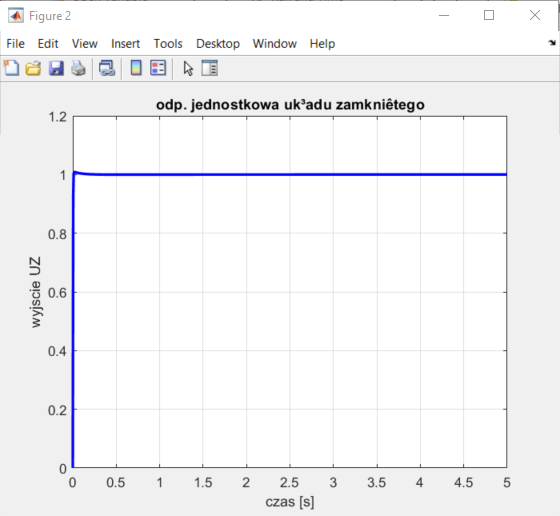 Figure 2
File Edit View Insert Tools Desktop Window Help
odp. jednostkowa uk³adu zamkniêtego
1.2
1
0.8
0.6
0.4
0.2
0
wyjscie UZ
0 0.5 1 1.5 2 2.5 3 3.5 4 4.5 5
czas [s]